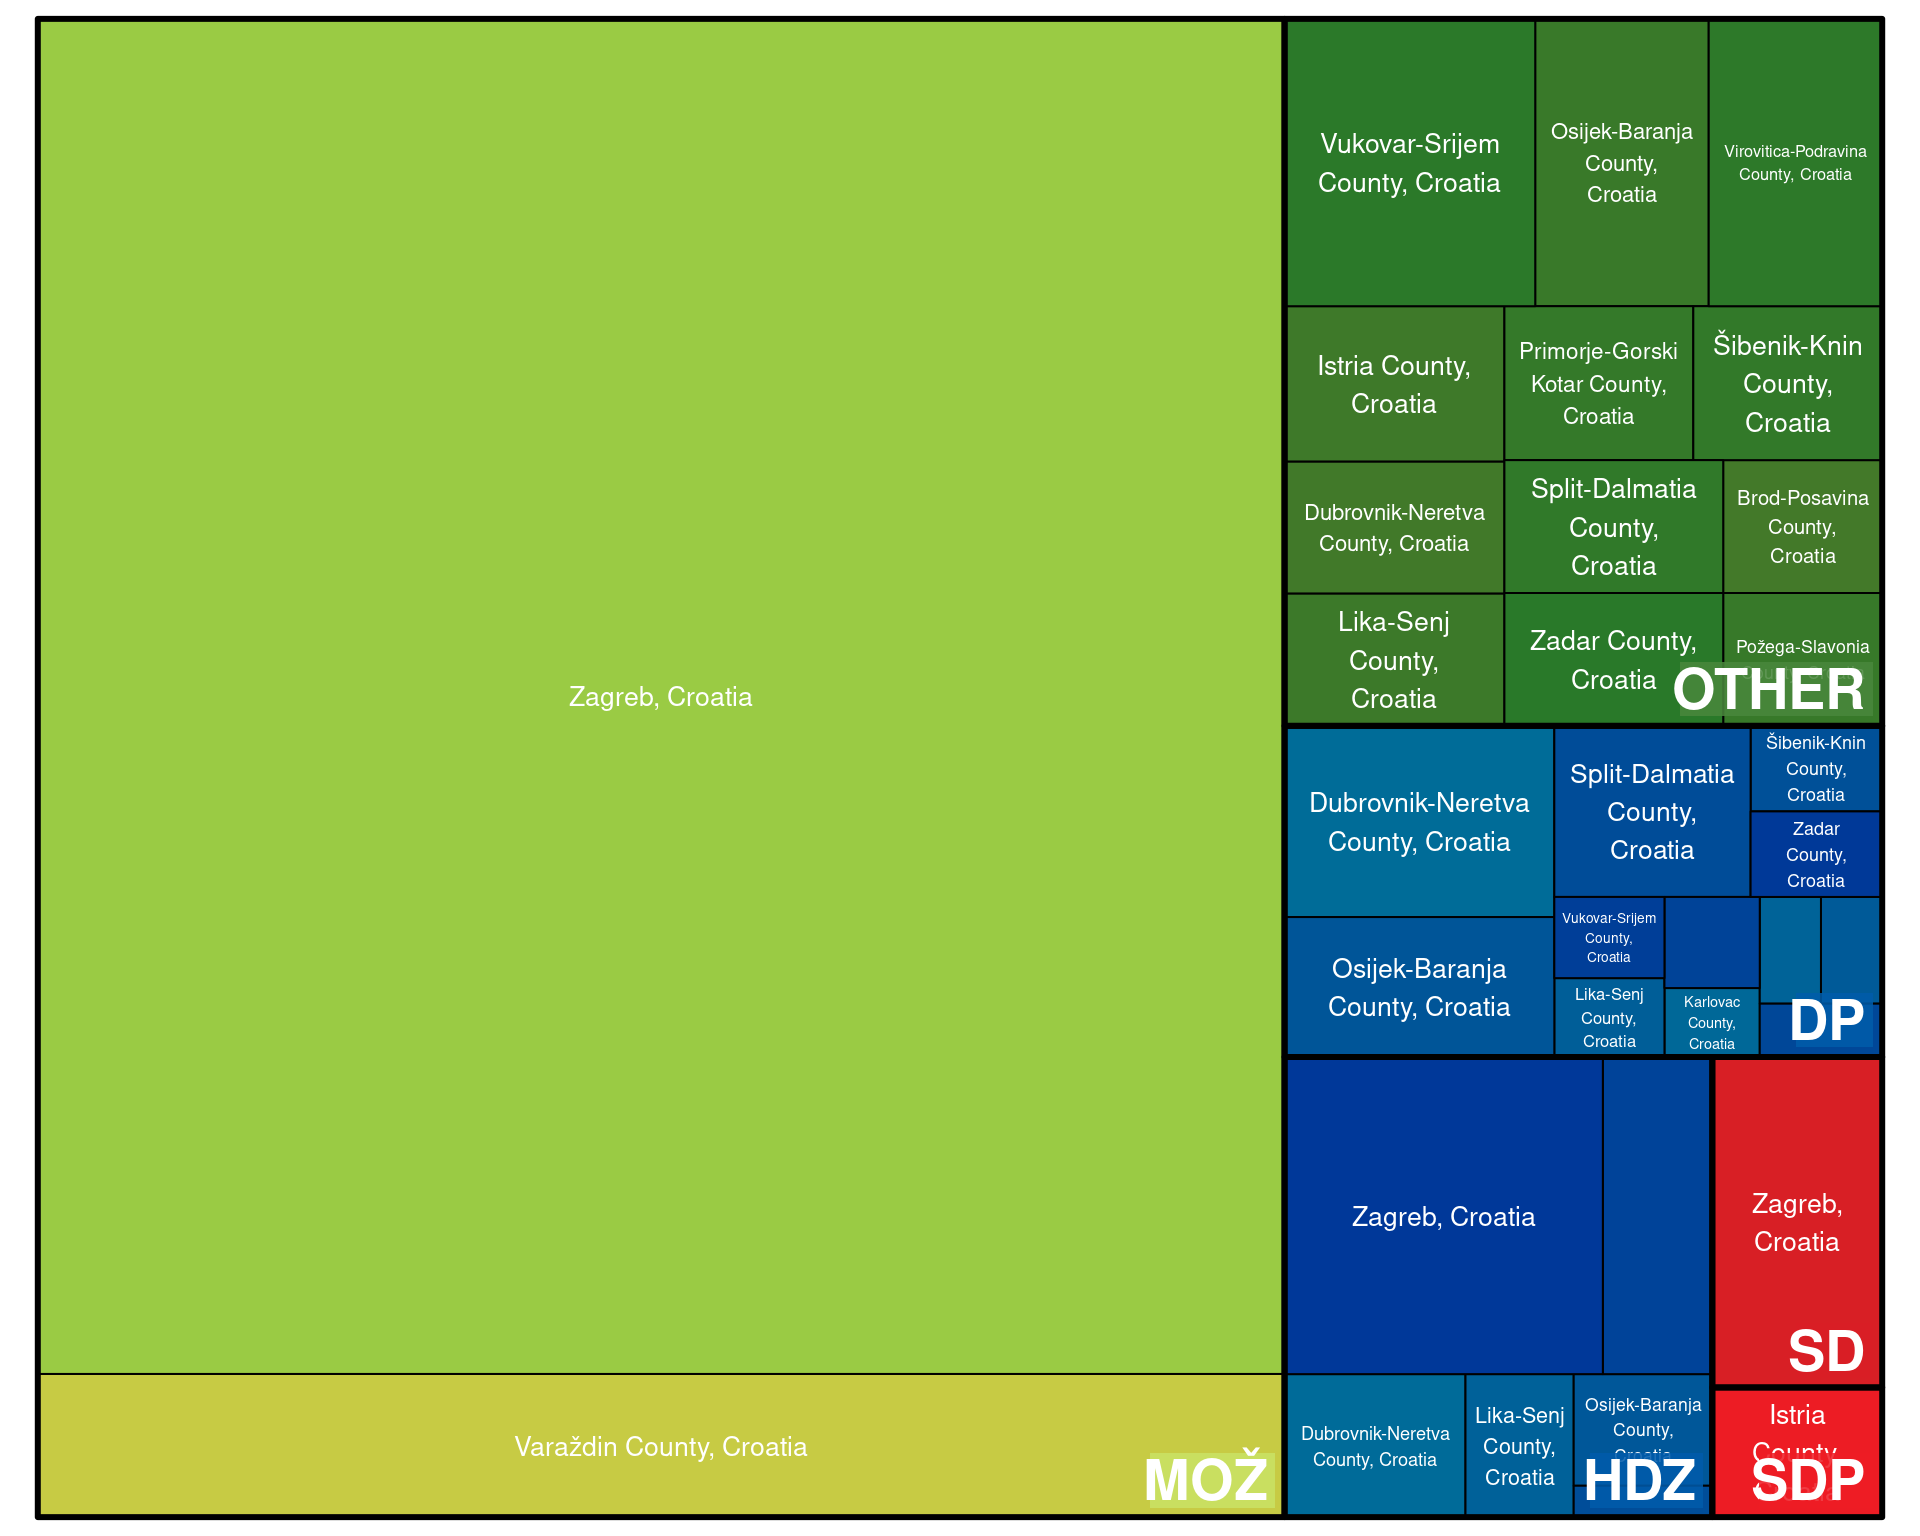 Zagreb, Croatia
Varaždin County, Croatia
MOŽ
Vukovar-Srijem
County, Croatia
Osijek-Baranja
County,
Croatia
Virovitica-Podravina
County, Croatia
Istria County,
Croatia
Primorje-Gorski
Kotar County,
Croatia
Šibenik-Knin
County,
Croatia
Dubrovnik-Neretva
County, Croatia
Split-Dalmatia
County,
Croatia
Brod-Posavina
County,
Croatia
Lika-Senj
County,
Croatia
Zadar County,
Croatia
Požega-Slavonia
OTHER
Dubrovnik-Neretva
County, Croatia
Split-Dalmatia
County,
Croatia
Šibenik-Knin
County,
Croatia
Zadar
County,
Croatia
Osijek-Baranja
County, Croatia
Vukovar-Srijem
County,
Croatia
Lika-Senj
County,
Croatia
Karlovac
County,
Croatia
DP
Zagreb, Croatia
Dubrovnik-Neretva
County, Croatia
Lika-Senj
County,
Croatia
Osijek-Baranja
County,
Croatia
HDZ
Zagreb,
Croatia
SD
Istria
County,
SDP